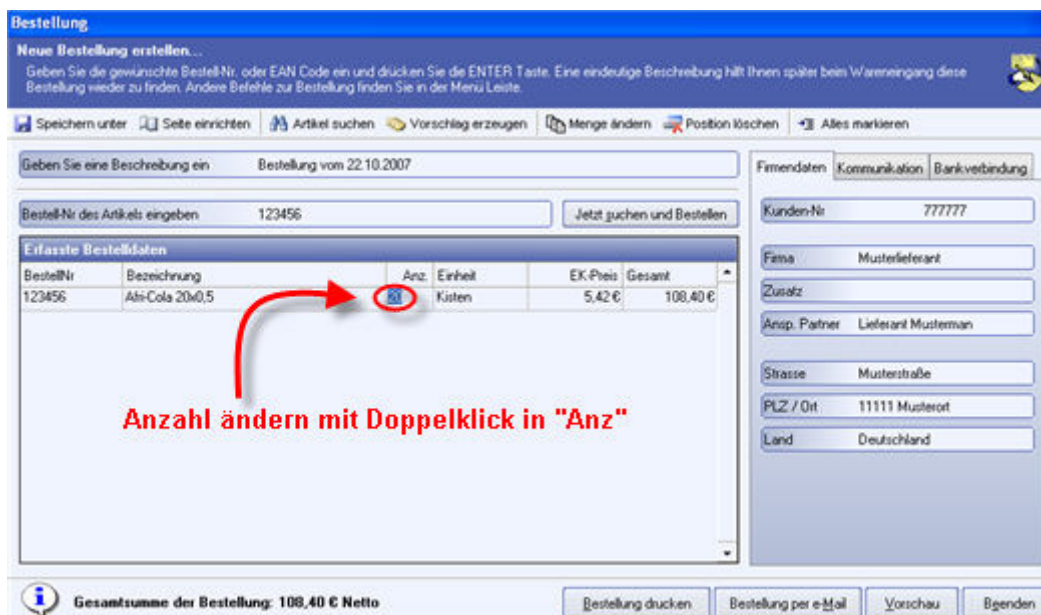 Bestellung
Neue Bestellung erstellen...
Geben Sie die gewünschte Bestell-Nr. oder EAN Code ein und drücken Sie die ENTER Taste. Eine eindeutige Beschreibung hilft Ihnen später beim Wareneingang diese
Bestellung wieder zu finden. Andere Befehle zur Bestellung finden Sie in der Menü Leiste.
Speichern unter Seite einrichten Artikel suchen Vorschlag erzeugen Menge ändern Position löschen Alles markieren
Geben Sie eine Beschreibung ein Bestellung vom 22.10.2007
Bestell-Nr des Artikels eingeben 123456 Jetzt suchen und Bestellen
Erfasste Bestelldaten
BestellNr Bezeichnung Anz. Einheit EK-Preis Gesamt
123456 Afri-Cola 20x0,5 20 Kisten 5,42 € 108,40 €
Anzahl ändern mit Doppelklick in "Anz"
Firmendaten Kommunikation Bankverbindung
Kunden-Nr 777777
Firma Musterlieferant
Zusatz
Ansp. Partner Lieferant Musterman
Strasse Musterstraße
PLZ / Ort 11111 Musterort
Land Deutschland
Gesamtsumme der Bestellung: 108,40 € Netto
Bestellung drucken Bestellung per e-Mail Vorschau Beenden